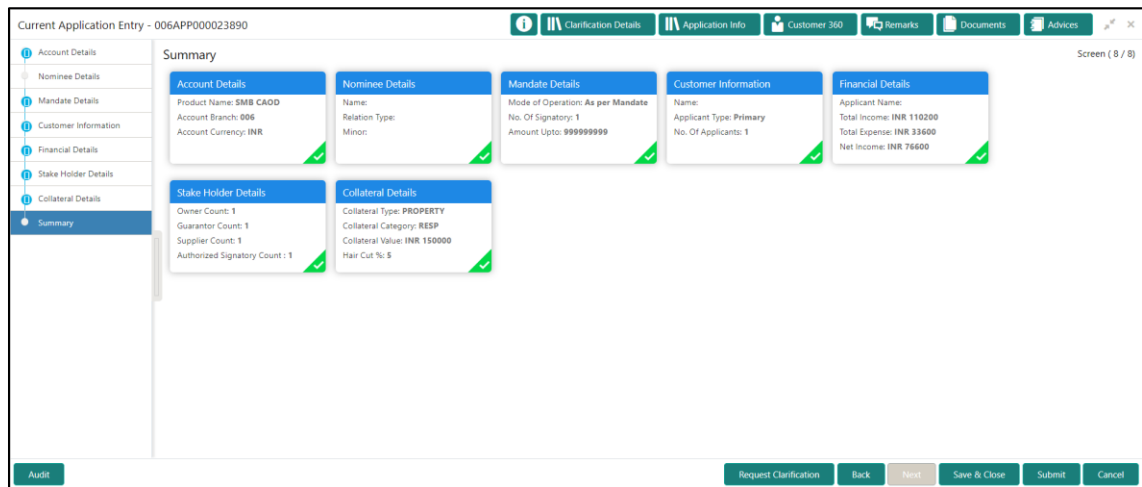 Current Application Entry - 006APP000023890
Clarification Details
Application Info
Customer 360
Remarks
Documents
Advices
Account Details
Nominee Details
Mandate Details
Customer Information
Financial Details
Stake Holder Details
Collateral Details
Summary
Summary
Screen ( 8 / 8)
Account Details
Product Name: SMB CAOD
Account Branch: 006
Account Currency: INR
Nominee Details
Name:
Relation Type:
Minor:
Mandate Details
Mode of Operation: As per Mandate
No. Of Signatory: 1
Amount Upto: 999999999
Customer Information
Name:
Applicant Type: Primary
No. Of Applicants: 1
Financial Details
Applicant Name:
Total Income: INR 110200
Total Expense: INR 33600
Net Income: INR 76600
Stake Holder Details
Owner Count: 1
Guarantor Count: 1
Supplier Count: 1
Authorized Signatory Count : 1
Collateral Details
Collateral Type: PROPERTY
Collateral Category: RESP
Collateral Value: INR 150000
Hair Cut %: 5
Audit
Request Clarification
Back
Next
Save & Close
Submit
Cancel